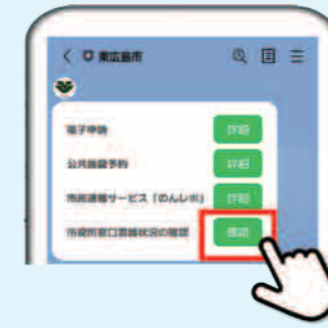 東広島市
電子申請
詳細
公共施設予約
詳細
市民通報サービス「のんレポ」
詳細
市役所窓口混雑状況の確認
確認